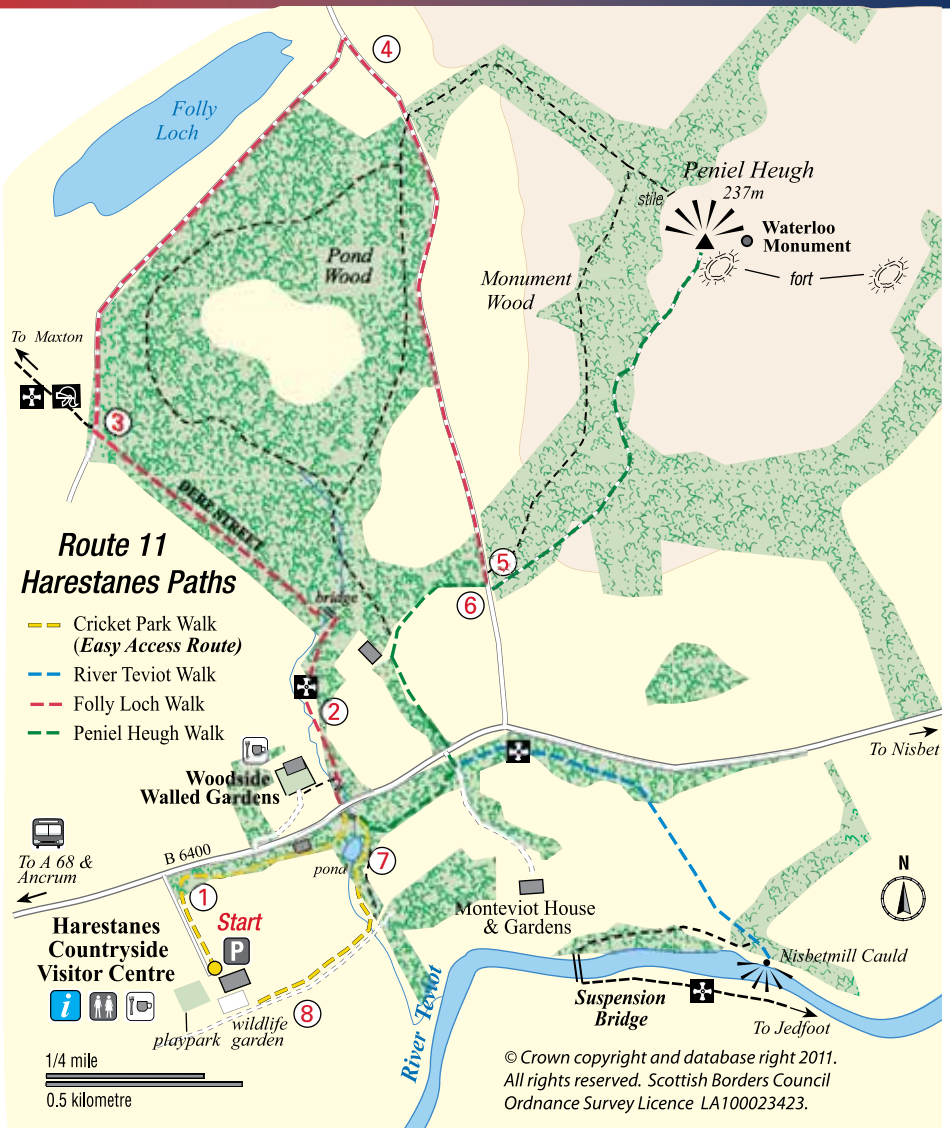 4
Folly
Loch
Peniel Heugh
237m
stile
Waterloo
Monument
fort
Pond
Wood
Monument
Wood
To Maxton
3
DERE STREET
Route 11
Harestanes Paths
Cricket Park Walk
(Easy Access Route)
River Teviot Walk
Folly Loch Walk
Peniel Heugh Walk
5
6
bridge
2
To Nisbet
Woodside
Walled Gardens
B 6400
To A 68 &
Ancrum
pond
7
1
Start
P
N
Monteviot House
& Gardens
Harestanes
Countryside
Visitor Centre
i
Nisbetmill Cauld
Suspension
Bridge
River Teviot
8
wildlife
playpark garden
To Jedfoot
1/4 mile
0.5 kilometre
© Crown copyright and database right 2011.
All rights reserved. Scottish Borders Council
Ordnance Survey Licence LA100023423.